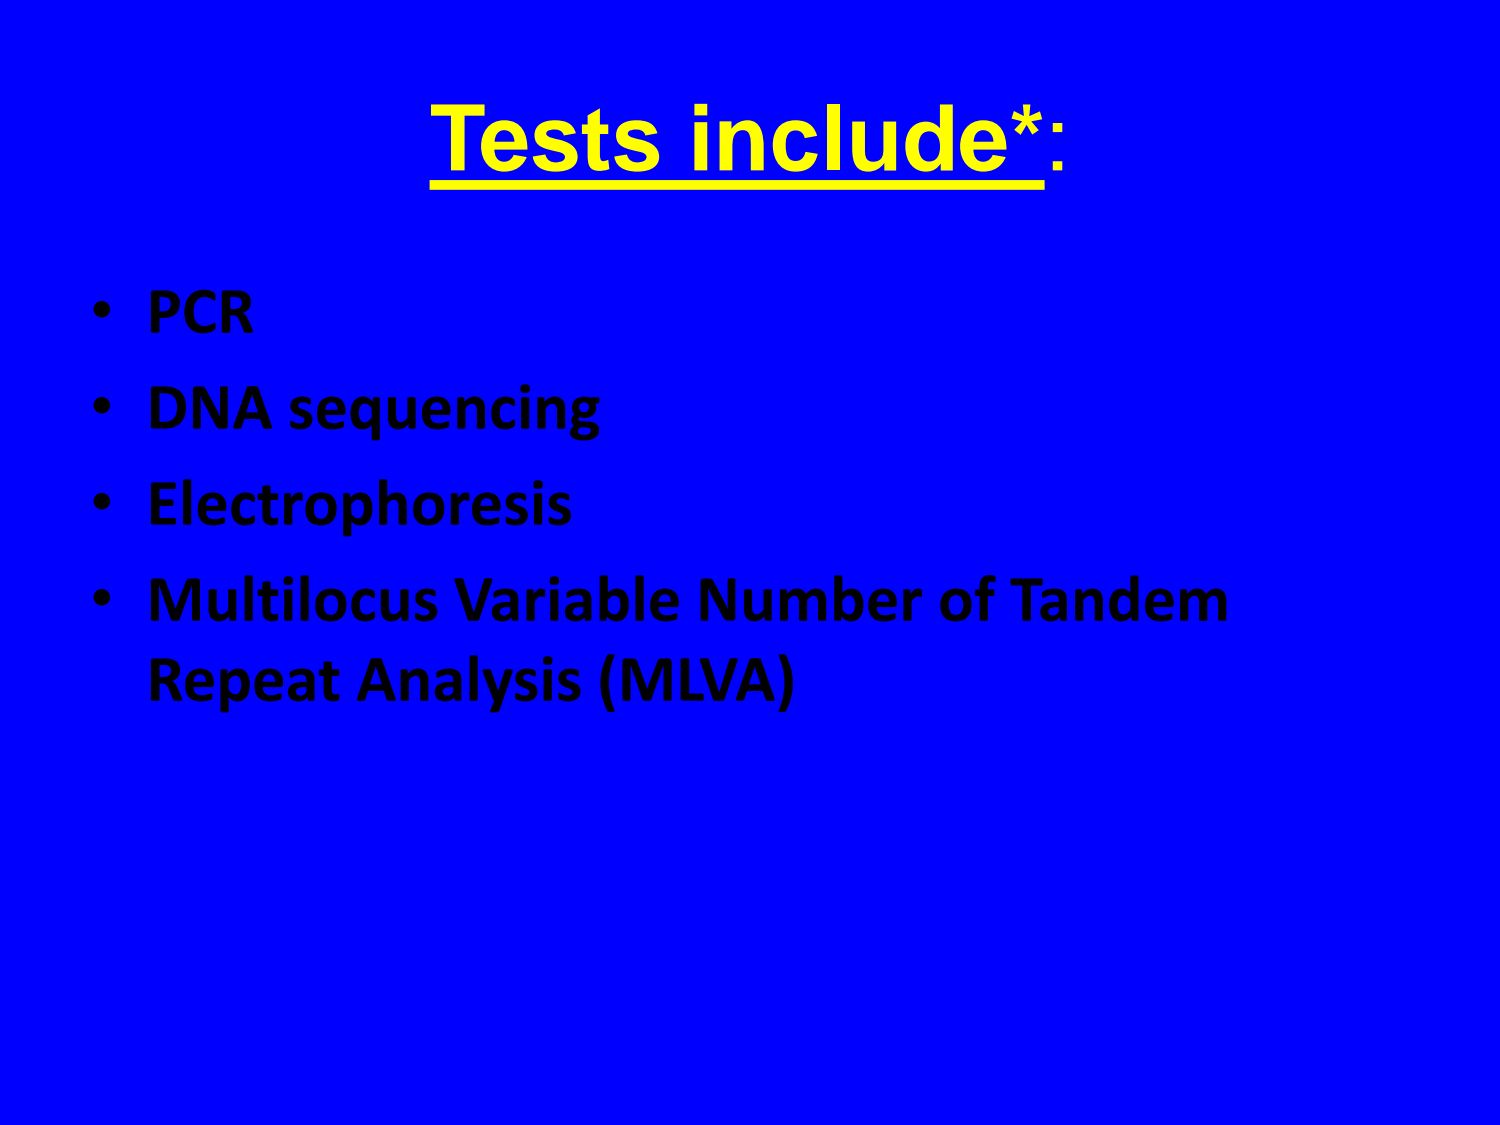 Tests include*:
• PCR
• DNA sequencing
• Electrophoresis
• Multilocus Variable Number of Tandem
Repeat Analysis (MLVA)